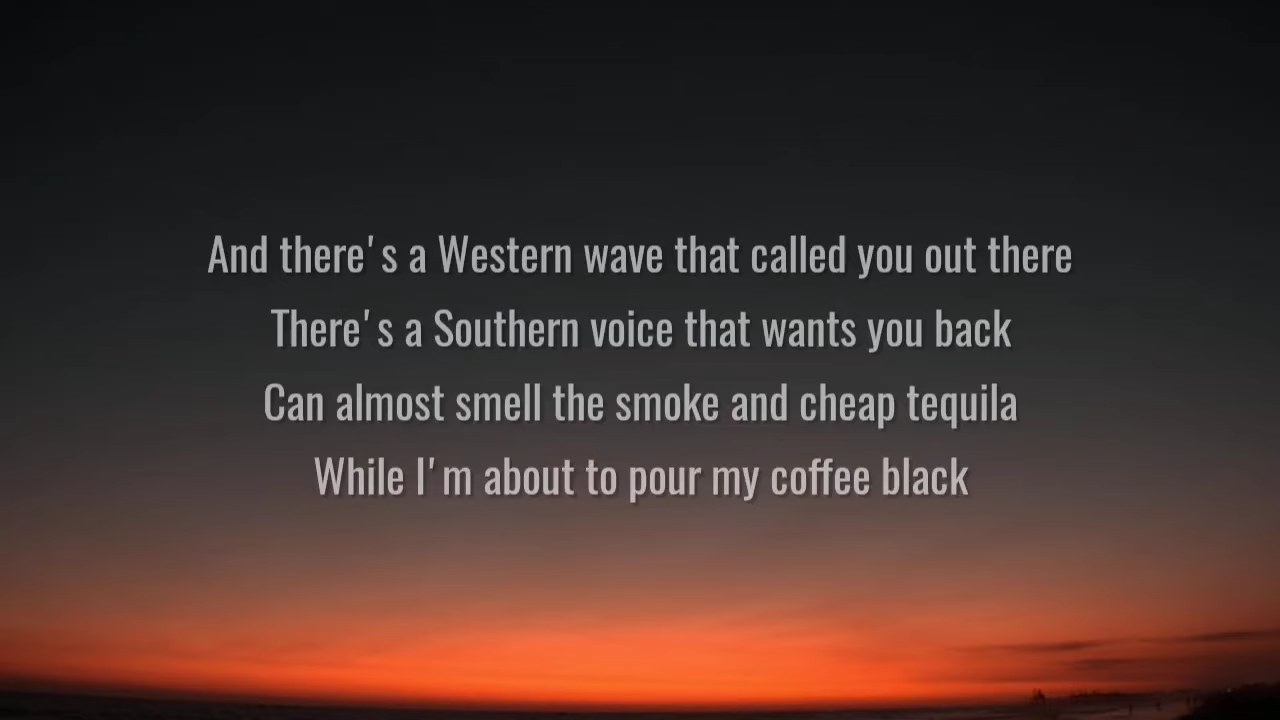 And there's a Western wave that called you out there
There's a Southern voice that wants you back
Can almost smell the smoke and cheap tequila
While I'm about to pour my coffee black